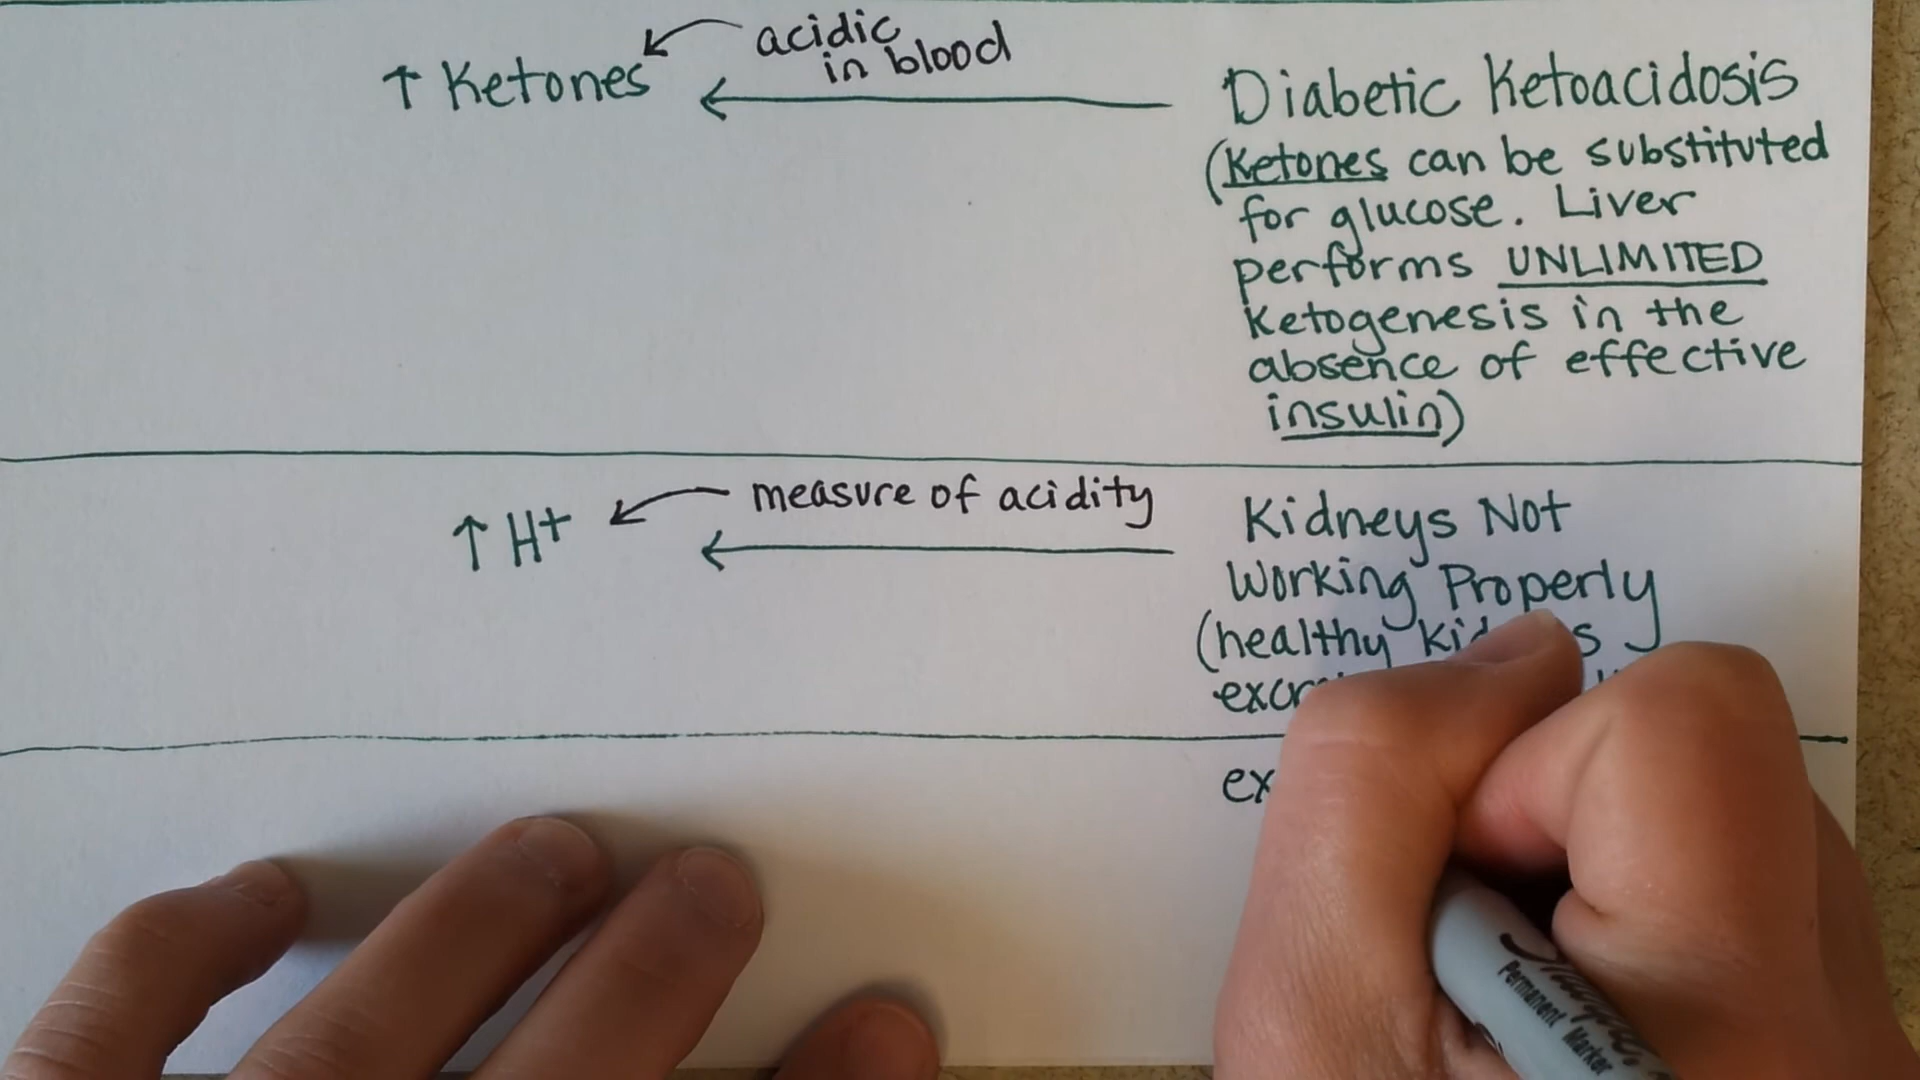 ↑ Ketones
acidic
in blood
Diabetic Ketoacidosis
(Ketones can be substituted
for glucose. Liver
performs UNLIMITED
ketogenesis in the
absence of effective
insulin)
↑ H+
measure of acidity
Kidneys Not
Working Properly
(healthy
Permanent Marker